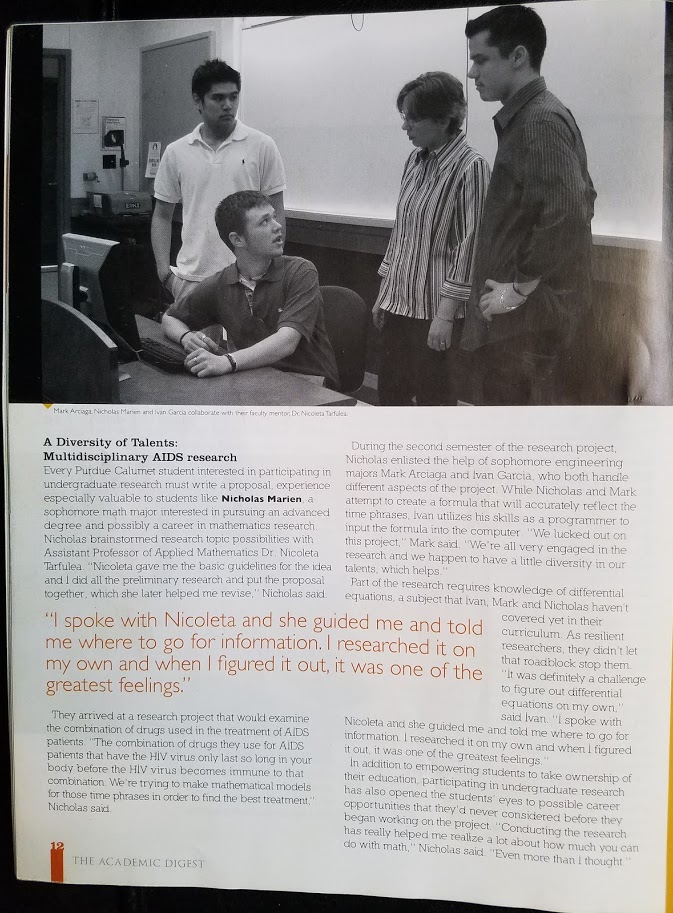 Mark Arciaga, Nicholas Marien and Ivan Garcia collaborate with their faculty mentor, Dr. Nicoleta Tarfulea.
A Diversity of Talents:
Multidisciplinary AIDS research
Every Purdue Calumet student interested in participating in
undergraduate research must write a proposal, experience
especially valuable to students like Nicholas Marien, a
sophomore math major interested in pursuing an advanced
degree and possibly a career in mathematics research.
Nicholas brainstormed research topic possibilities with
Assistant Professor of Applied Mathematics Dr. Nicoleta
Tarfulea. "Nicoleta gave me the basic guidelines for the idea
and I did all the preliminary research and put the proposal
together, which she later helped me revise," Nicholas said.
"I spoke with Nicoleta and she guided me and told
me where to go for information. I researched it on
my own and when I figured it out, it was one of the
greatest feelings."
They arrived at a research project that would examine
the combination of drugs used in the treatment of AIDS
patients. "The combination of drugs they use for AIDS
patients that have the HIV virus only last so long in your
body before the HIV virus becomes immune to that
combination. We're trying to make mathematical models
for those time phrases in order to find the best treatment,"
Nicholas said.
During the second semester of the research project,
Nicholas enlisted the help of sophomore engineering
majors Mark Arciaga and Ivan Garcia, who both handle
different aspects of the project. While Nicholas and Mark
attempt to create a formula that will accurately reflect the
time phrases, Ivan utilizes his skills as a programmer to
input the formula into the computer. "We lucked out on
this project," Mark said. "We're all very engaged in the
research and we happen to have a little diversity in our
talents, which helps."
Part of the research requires knowledge of differential
equations, a subject that Ivan, Mark and Nicholas haven't
covered yet in their
curriculum. As resilient
researchers, they didn't let
that roadblock stop them.
"It was definitely a challenge
to figure out differential
equations on my own,"
said Ivan. "I spoke with
Nicoleta and she guided me and told me where to go for
information. I researched it on my own and when I figured
it out, it was one of the greatest feelings."
In addition to empowering students to take ownership of
their education, participating in undergraduate research
has also opened the students' eyes to possible career
opportunities that they'd never considered before they
began working on the project. "Conducting the research
has really helped me realize a lot about how much you can
do with math," Nicholas said. "Even more than I thought."
12
THE ACADEMIC DIGEST